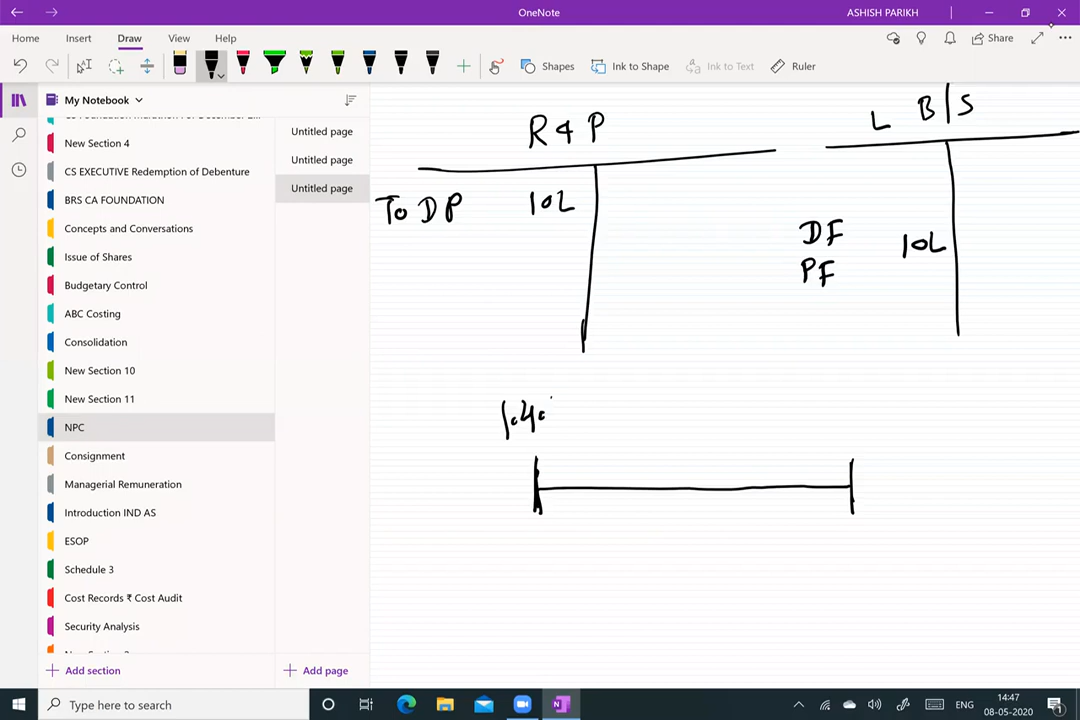 OneNote
ASHISH PARIKH
Home Insert Draw View Help
Share
Shapes Ink to Shape Ink to Text Ruler
My Notebook
New Section 4
CS EXECUTIVE Redemption of Debenture
BRS CA FOUNDATION
Concepts and Conversations
Issue of Shares
Budgetary Control
ABC Costing
Consolidation
New Section 10
New Section 11
NPC
Consignment
Managerial Remuneration
Introduction IND AS
ESOP
Schedule 3
Cost Records ₹ Cost Audit
Security Analysis
Add section
Untitled page
Untitled page
Untitled page
Add page
R & P
To DP 10L
L B/S
DF 10L
PF
1.4.
Type here to search
ENG
14:47
08-05-2020
1